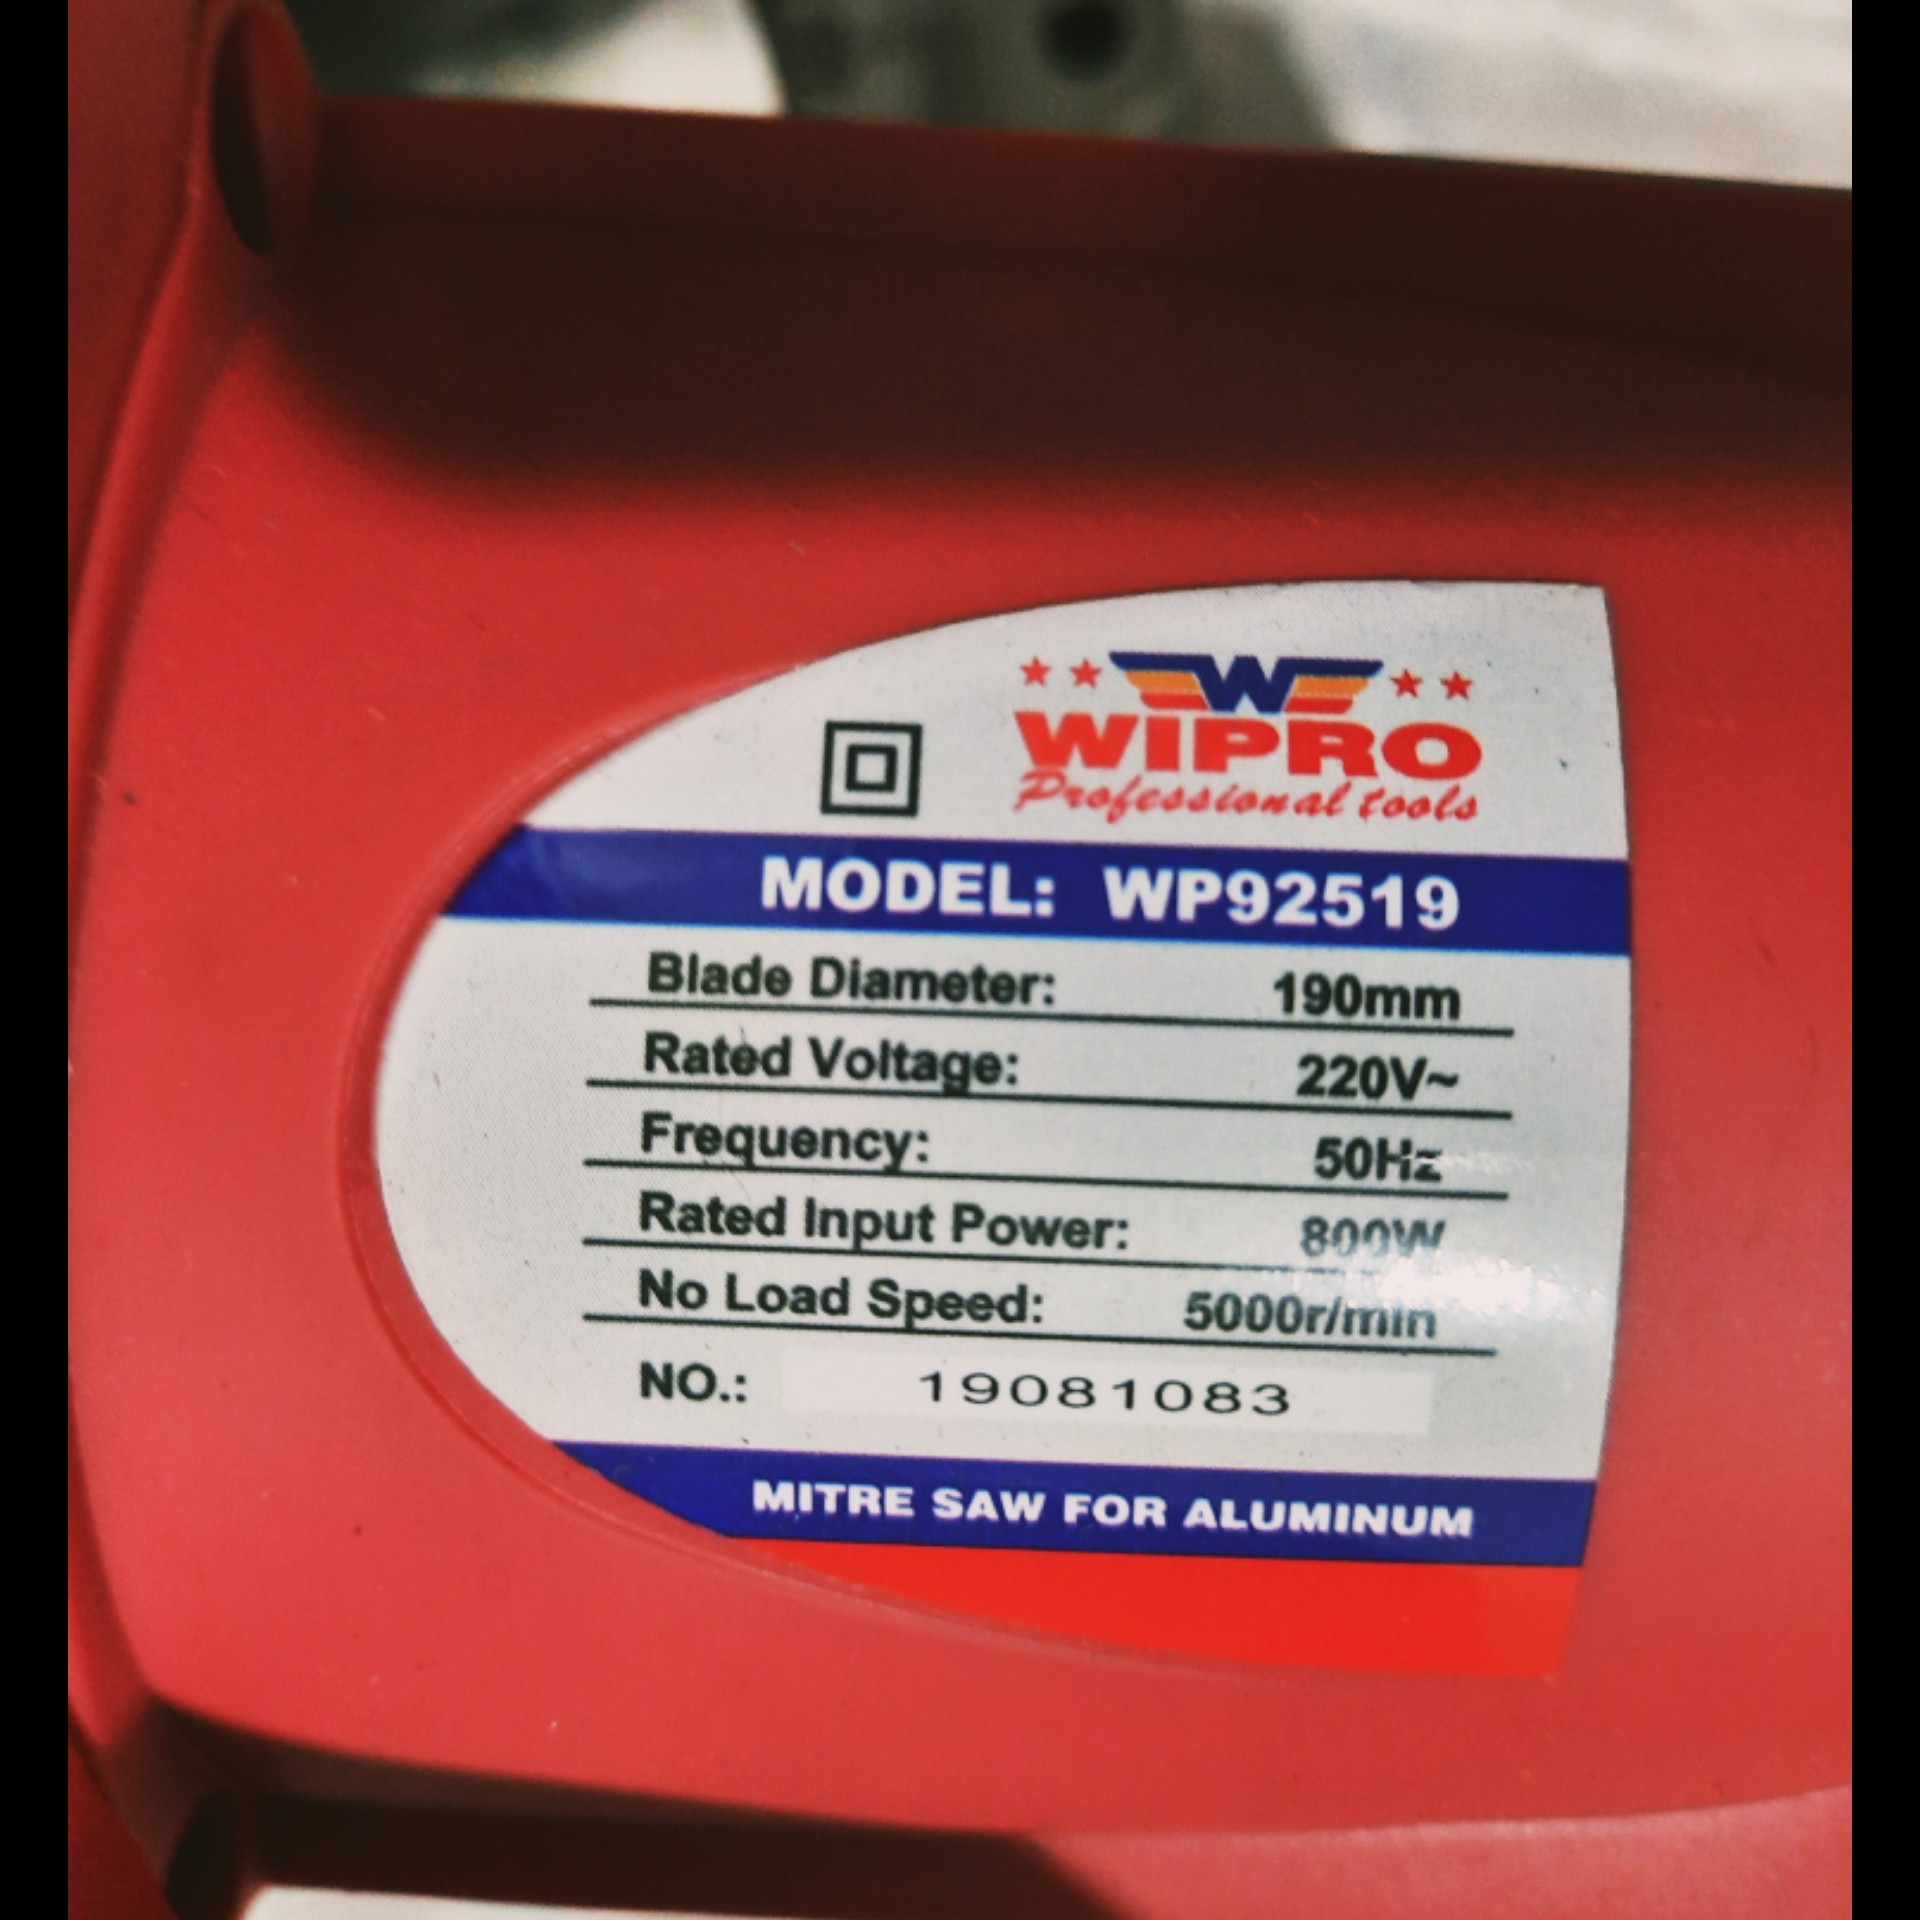 W
WIPRO
Professional tools
MODEL: WP92519
Blade Diameter: 190mm
Rated Voltage: 220V~
Frequency: 50Hz
Rated Input Power: 800W
No Load Speed: 5000r/min
NO.: 19081083
MITRE SAW FOR ALUMINUM